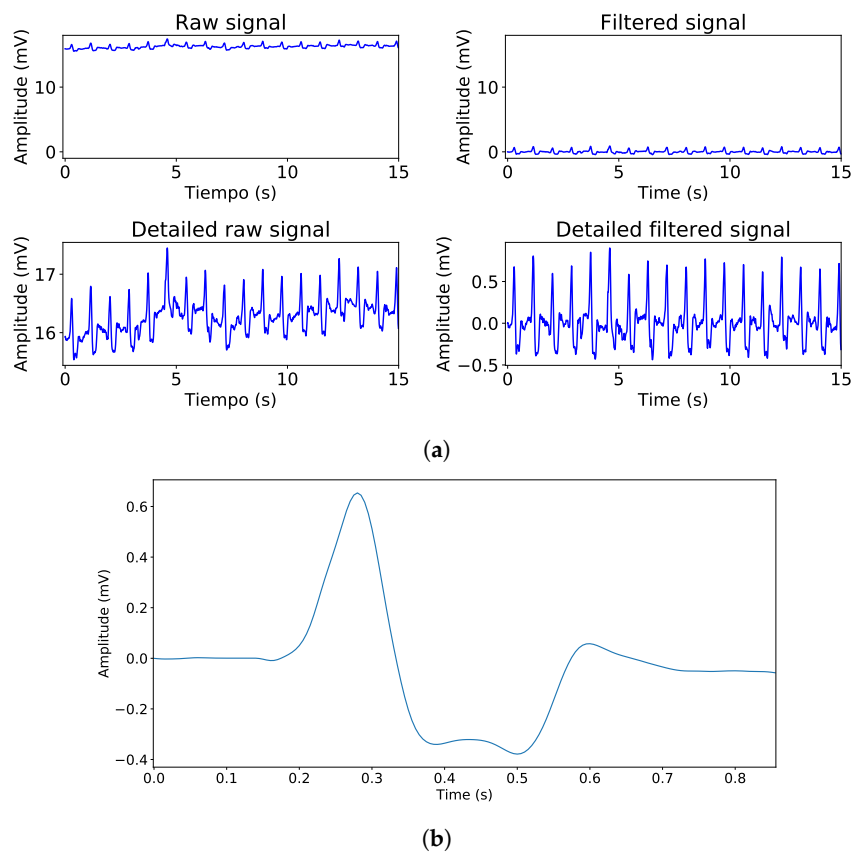 Raw signal
Amplitude (mV)
10
0
0 5 10 15
Tiempo (s)
Filtered signal
Amplitude (mV)
10
0
0 5 10 15
Time (s)
Detailed raw signal
Amplitude (mV)
17
16
0 5 10 15
Tiempo (s)
Detailed filtered signal
Amplitude (mV)
0.5
0.0
−0.5
0 5 10 15
Time (s)
(a)
Amplitude (mV)
0.6
0.4
0.2
0.0
−0.2
−0.4
0.0 0.1 0.2 0.3 0.4 0.5 0.6 0.7 0.8
Time (s)
(b)